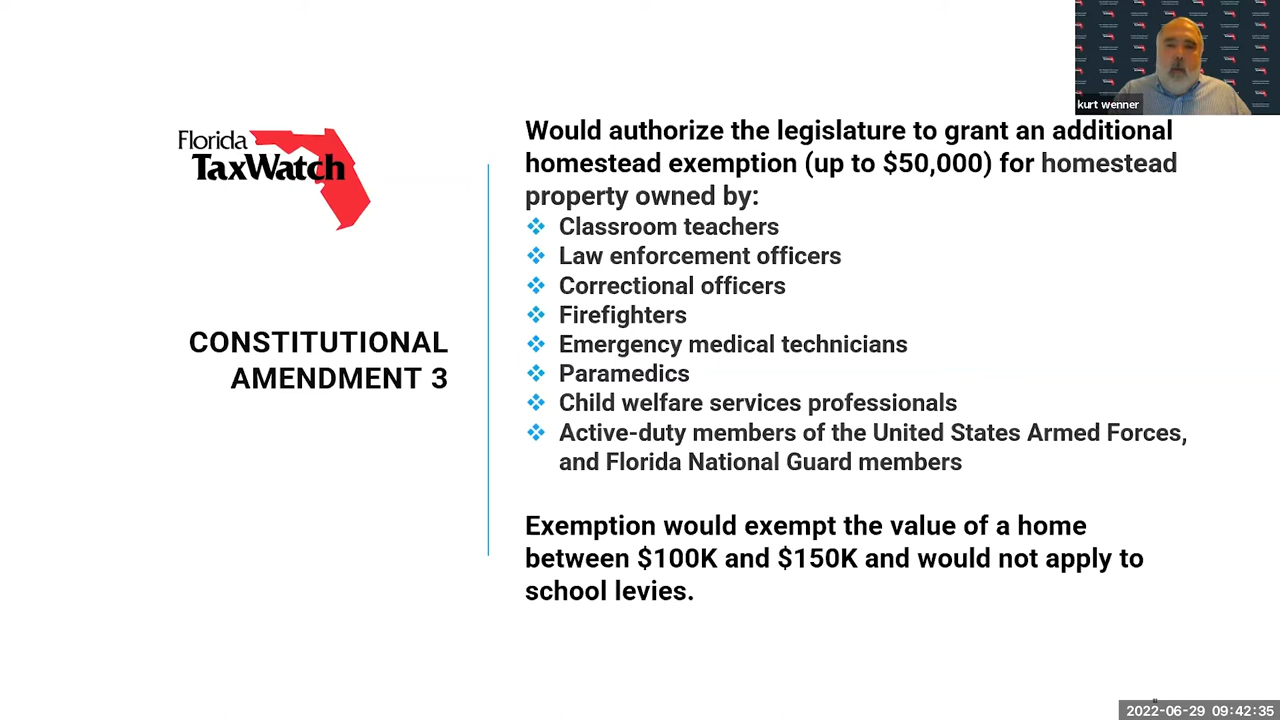 kurt wenner
Florida
TaxWatch
CONSTITUTIONAL
AMENDMENT 3
Would authorize the legislature to grant an additional
homestead exemption (up to $50,000) for homestead
property owned by:
❖ Classroom teachers
❖ Law enforcement officers
❖ Correctional officers
❖ Firefighters
❖ Emergency medical technicians
❖ Paramedics
❖ Child welfare services professionals
❖ Active-duty members of the United States Armed Forces,
and Florida National Guard members
Exemption would exempt the value of a home
between $100K and $150K and would not apply to
school levies.
2022-06-29 09:42:35